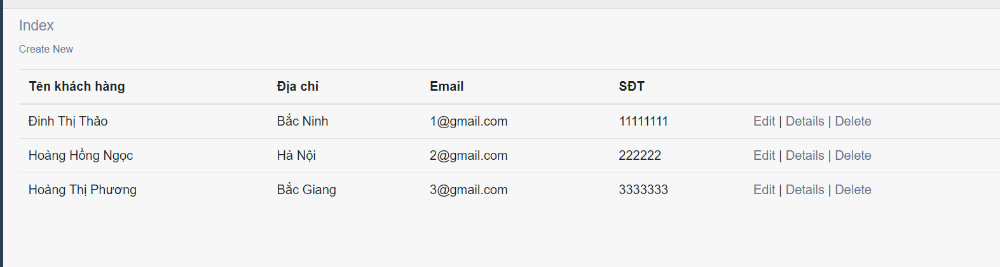 Index
Create New
Tên khách hàng Địa chỉ Email SĐT
Đinh Thị Thảo Bắc Ninh 1@gmail.com 11111111 Edit | Details | Delete
Hoàng Hồng Ngọc Hà Nội 2@gmail.com 222222 Edit | Details | Delete
Hoàng Thị Phương Bắc Giang 3@gmail.com 3333333 Edit | Details | Delete